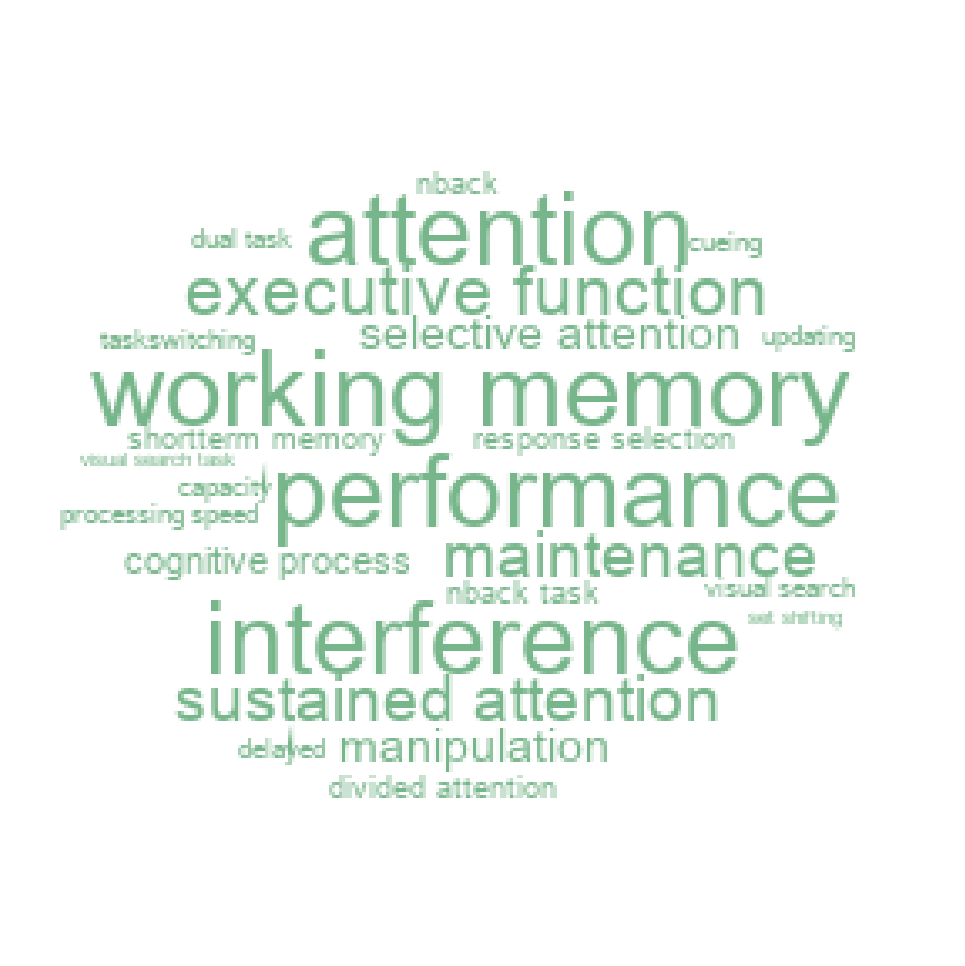 nback
attention
dual task
cueing
executive function
selective attention
taskswitching
updating
working memory
shortterm memory
response selection
visual search task
capacity
performance
processing speed
maintenance
cognitive process
visual search
nback task
set shifting
interference
sustained attention
delayed
manipulation
divided attention